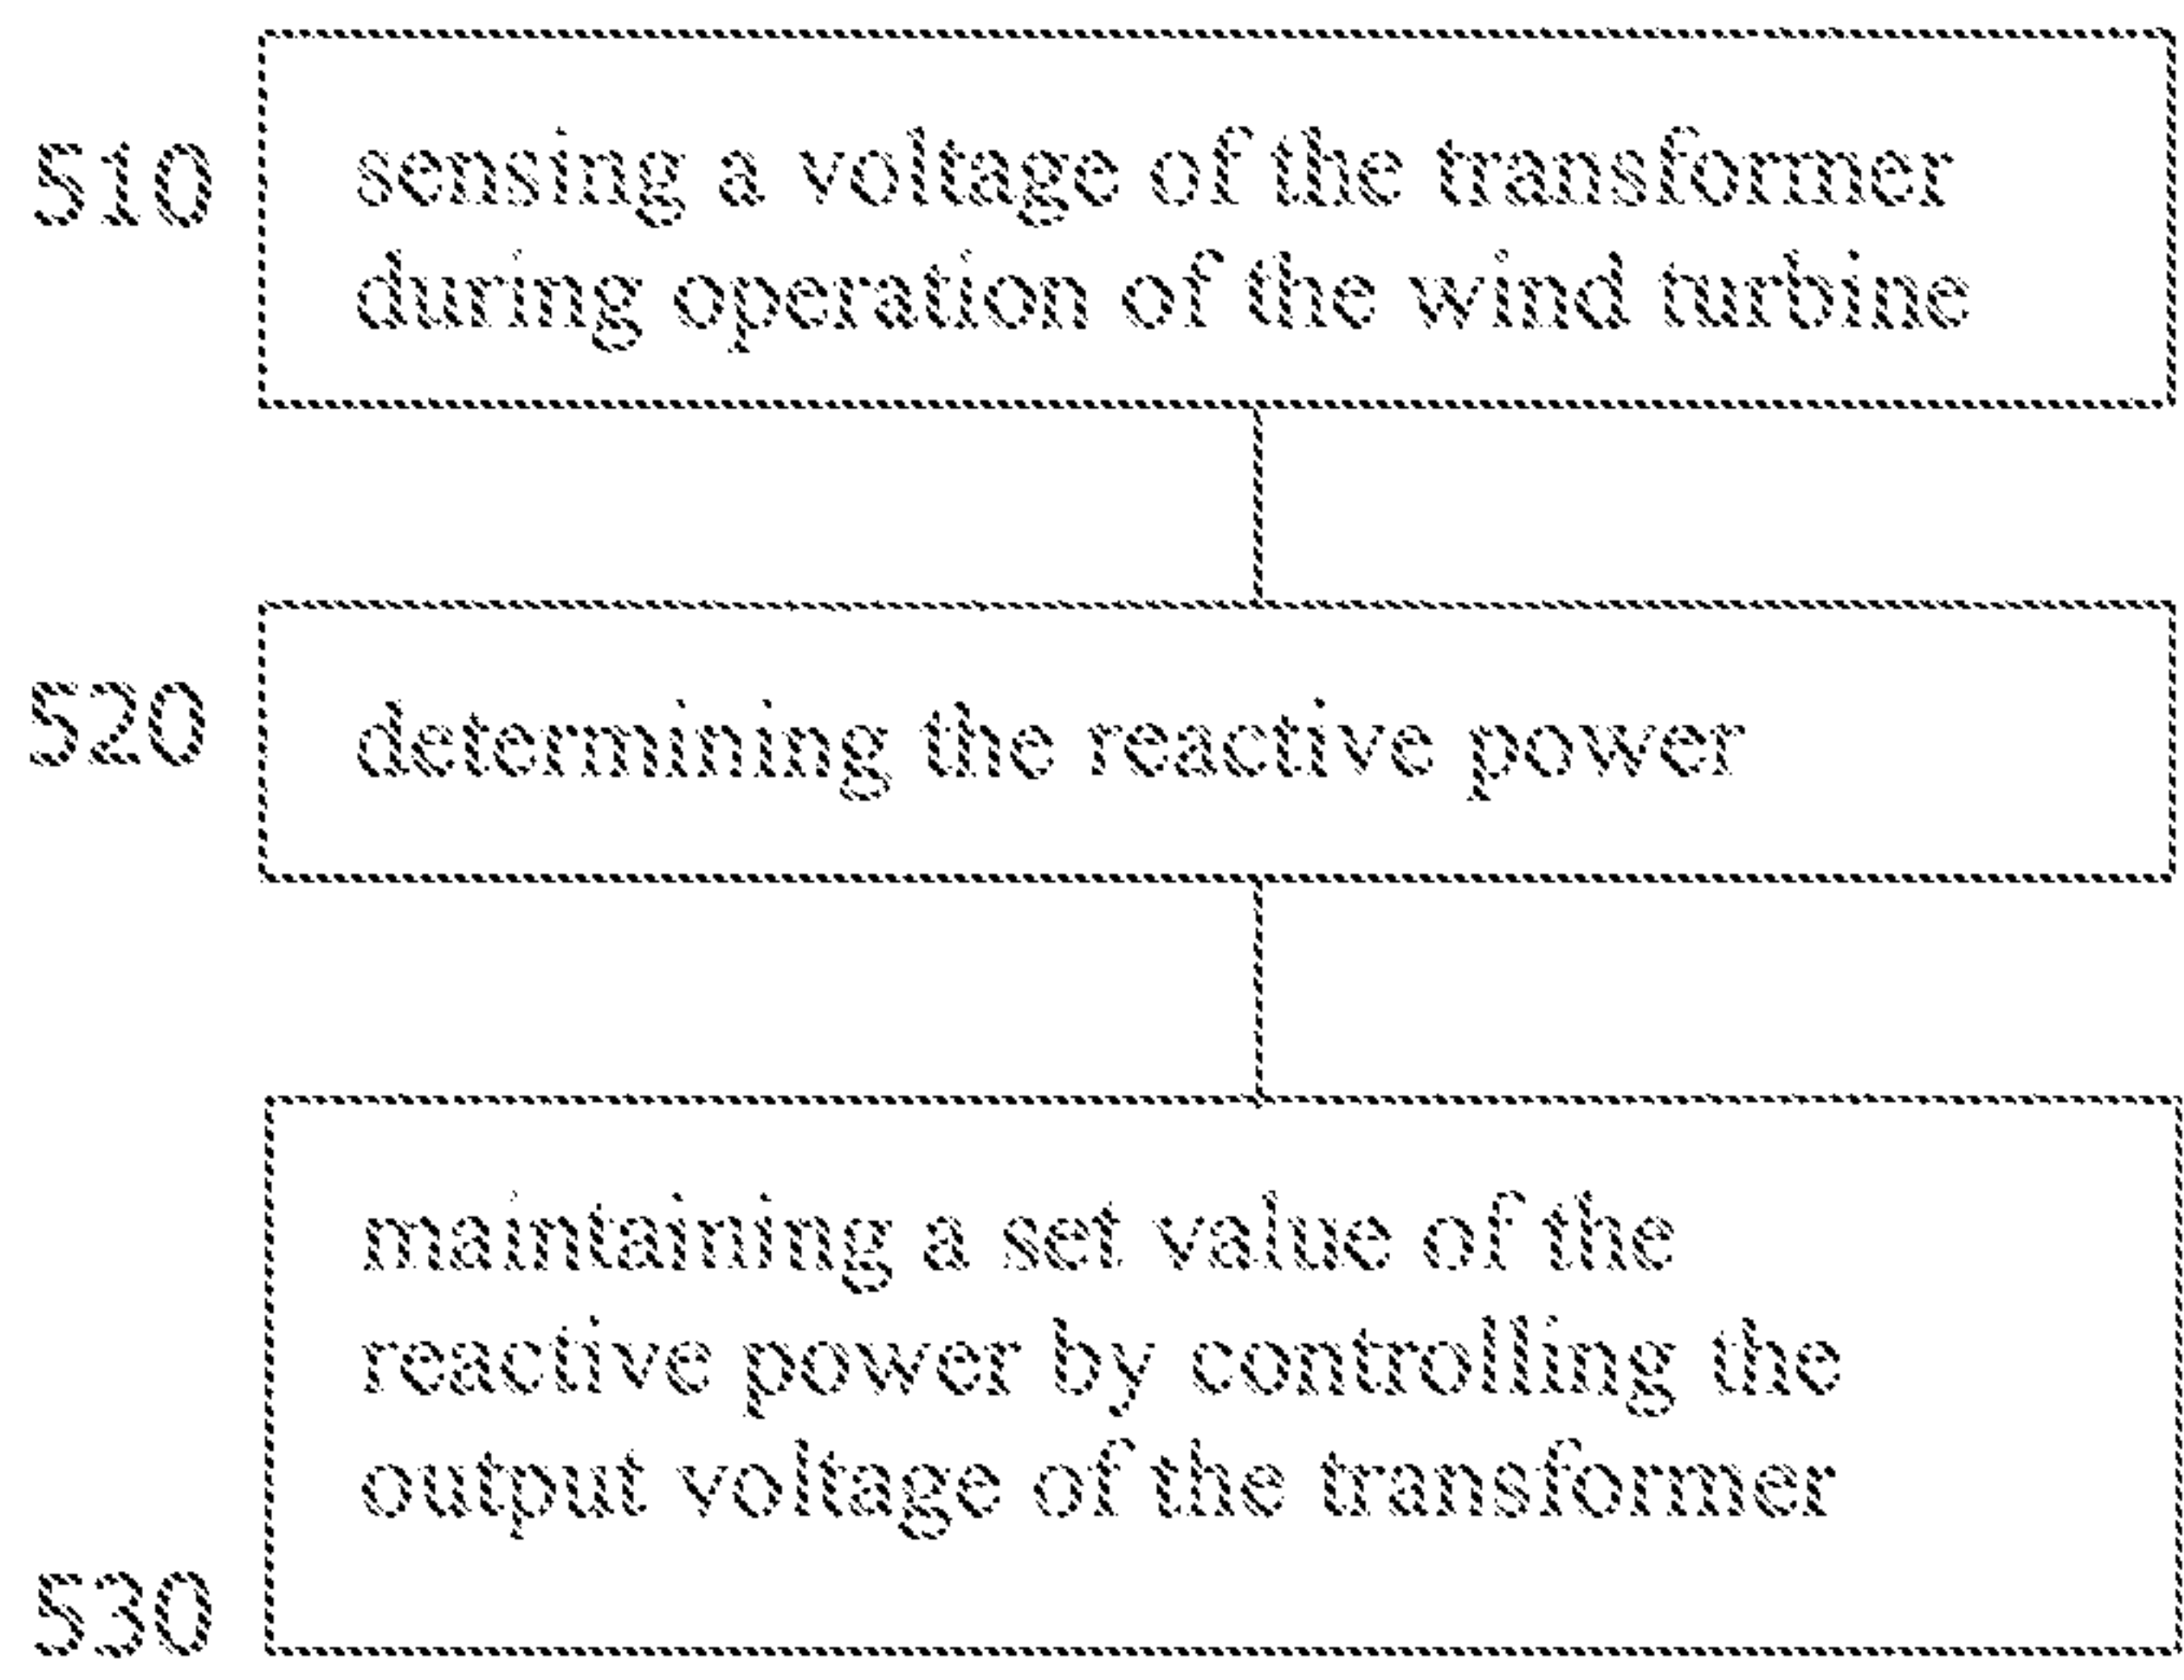 510
sensing a voltage of the transformer
during operation of the wind turbine
520
determining the reactive power
maintaining a set value of the
reactive power by controlling the
output voltage of the transformer
530